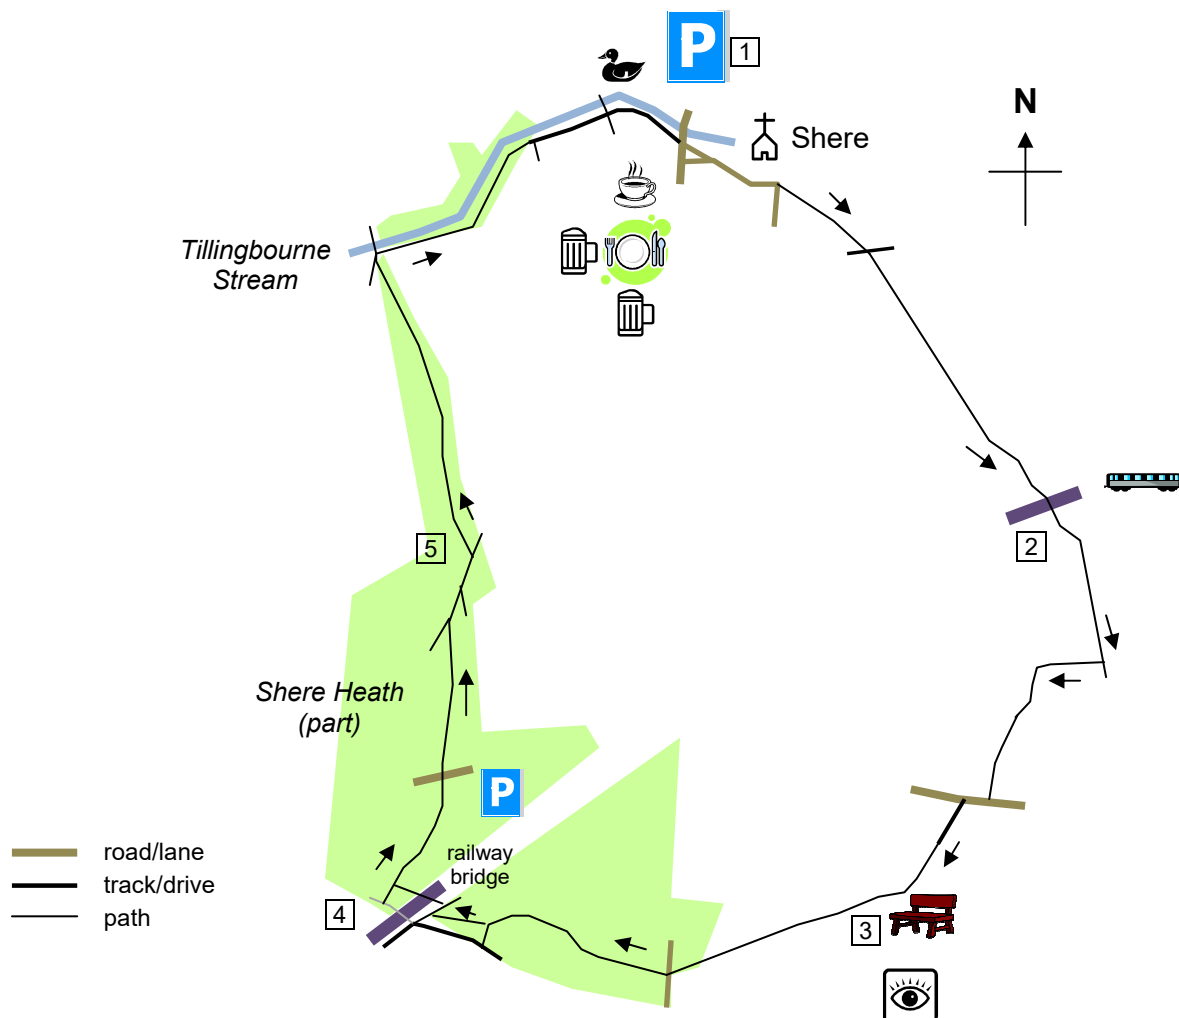 P
1
N
Shere
Tillingbourne
Stream
2
5
Shere Heath
(part)
P
railway
bridge
road/lane
track/drive
path
4
3